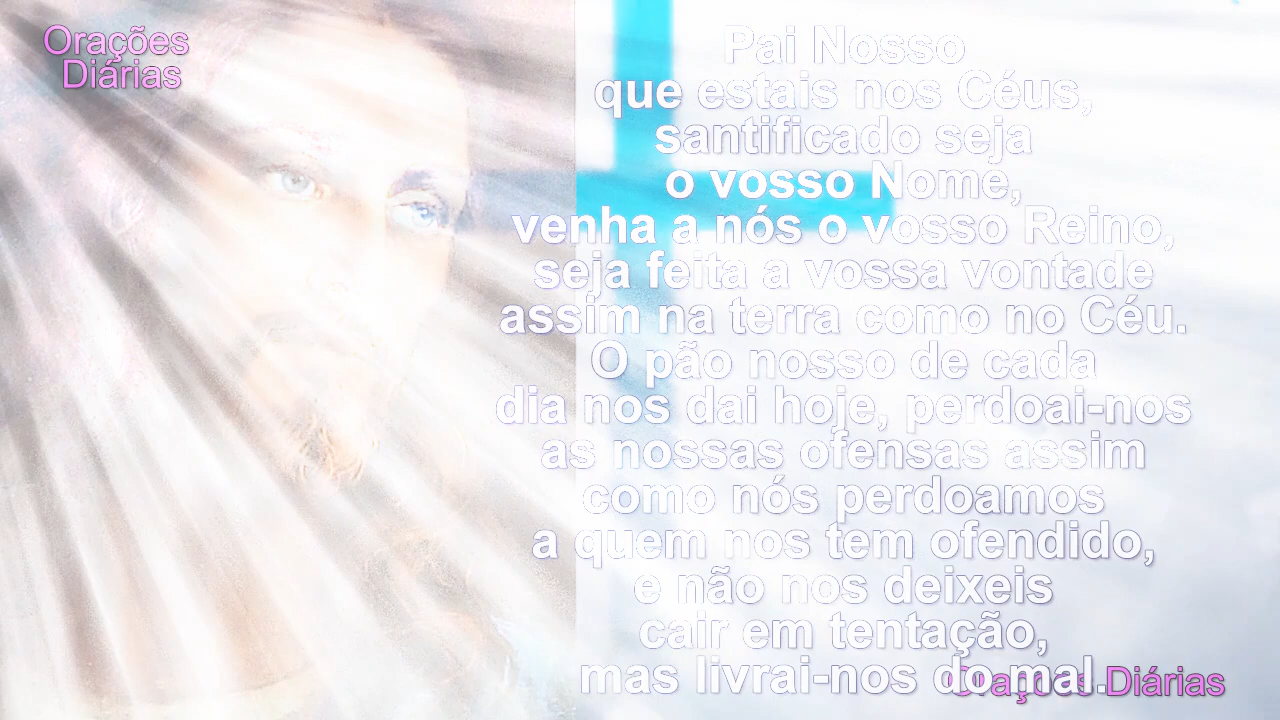 Orações
Diárias
Pai Nosso
que estais nos Céus,
santificado seja
o vosso Nome,
venha a nós o vosso Reino,
seja feita a vossa vontade
assim na terra como no Céu.
O pão nosso de cada
dia nos dai hoje, perdoai-nos
as nossas ofensas assim
como nós perdoamos
a quem nos tem ofendido,
e não nos deixeis
cair em tentação,
mas livrai-nos do mal.
Orações Diárias